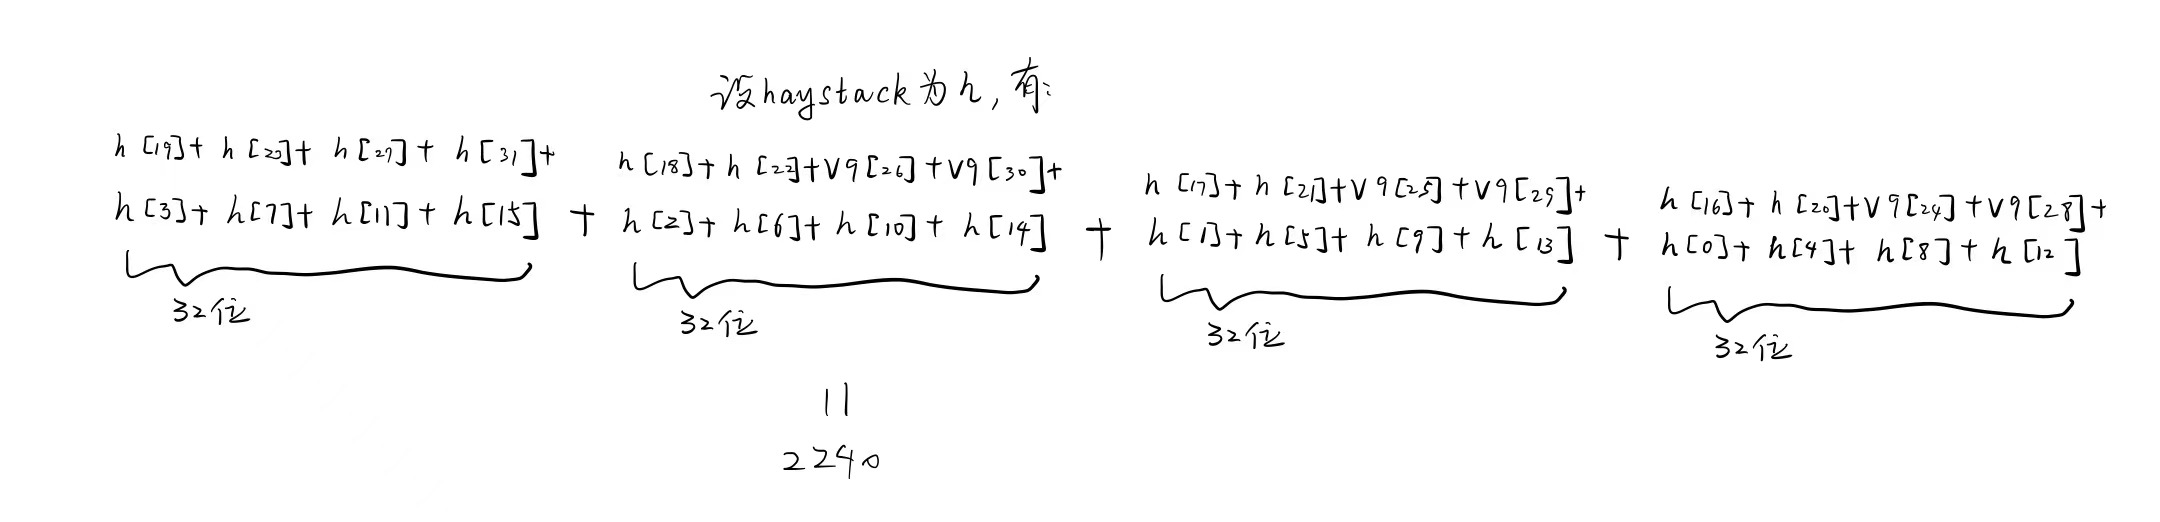 设haystack为h,有:
h[19]+ h[23]+ h[27]+ h[31]+
h[3]+ h[7]+ h[11]+ h[15] +
32位
h[18]+ h[22]+v9[26]+v9[30]+
h[2]+ h[6]+ h[10]+ h[14] +
32位
h[17]+ h[21]+v9[25]+v9[29]+
h[1]+ h[5]+ h[9]+ h[13] +
32位
h[16]+ h[20]+v9[24]+v9[28]+
h[0]+ h[4]+ h[8]+ h[12]
32位
||
2240